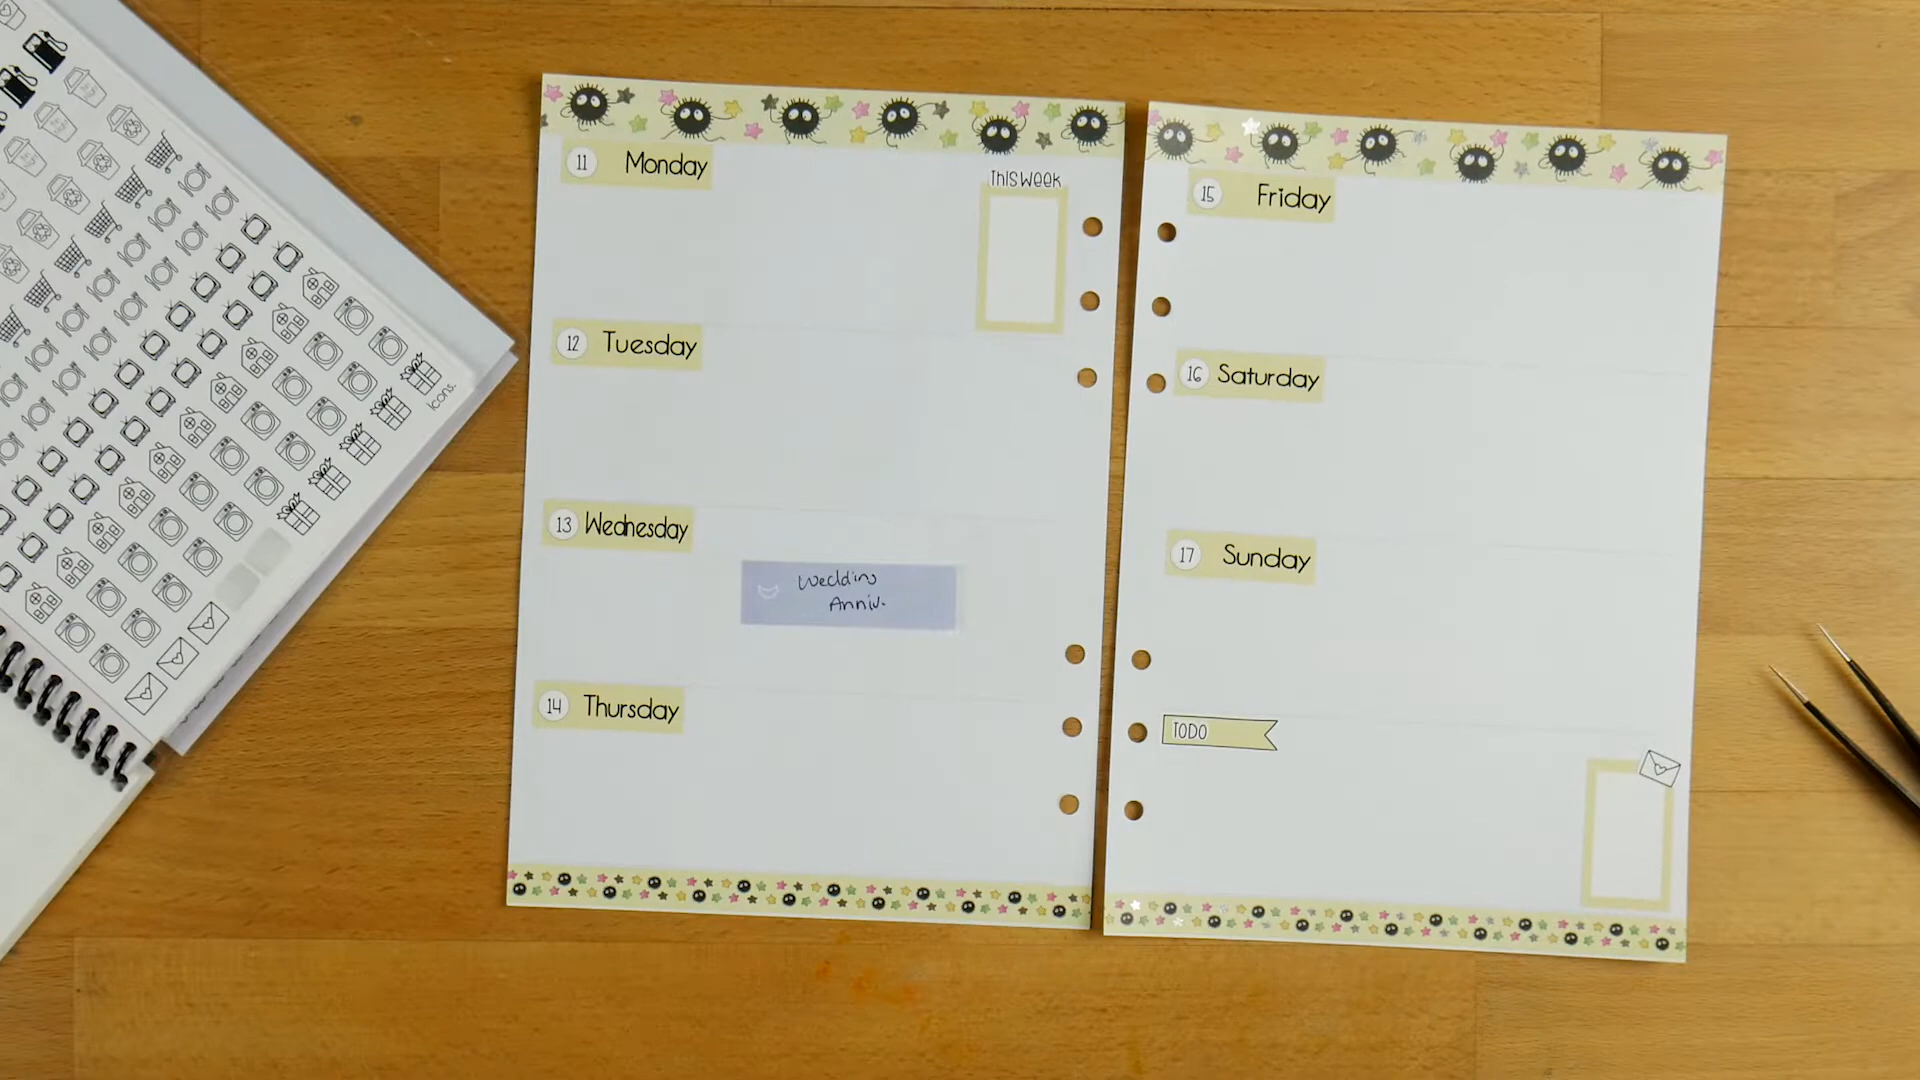 Icons.
11 Monday
This Week
12 Tuesday
13 Wednesday
Wedding
Anniv.
14 Thursday
15 Friday
16 Saturday
17 Sunday
TODO